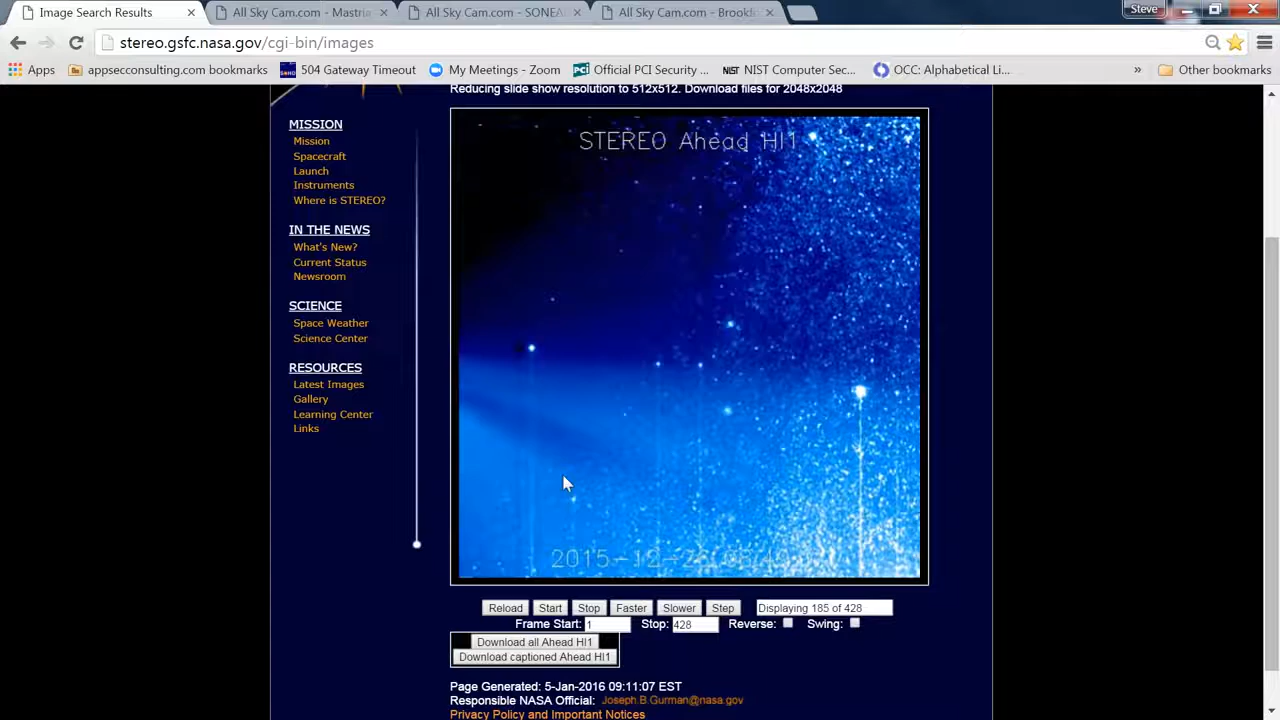 Image Search Results
All Sky Cam.com - Mastria
All Sky Cam.com - SONEA
All Sky Cam.com - Brookd
Steve
stereo.gsfc.nasa.gov/cgi-bin/images
Apps
appsecconsulting.com bookmarks
504 Gateway Timeout
My Meetings - Zoom
PCI Official PCI Security ...
NIST NIST Computer Sec...
OCC: Alphabetical Li...
» Other bookmarks
Reducing slide show resolution to 512x512. Download files for 2048x2048
MISSION
Mission
Spacecraft
Launch
Instruments
Where is STEREO?
IN THE NEWS
What's New?
Current Status
Newsroom
SCIENCE
Space Weather
Science Center
RESOURCES
Latest Images
Gallery
Learning Center
Links
STEREO Ahead HI1
Reload Start Stop Faster Slower Step Displaying 185 of 428
Frame Start: 1 Stop: 428 Reverse: Swing:
Download all Ahead HI1
Download captioned Ahead HI1
Page Generated: 5-Jan-2016 09:11:07 EST
Responsible NASA Official: Joseph.B.Gurman@nasa.gov
Privacy Policy and Important Notices